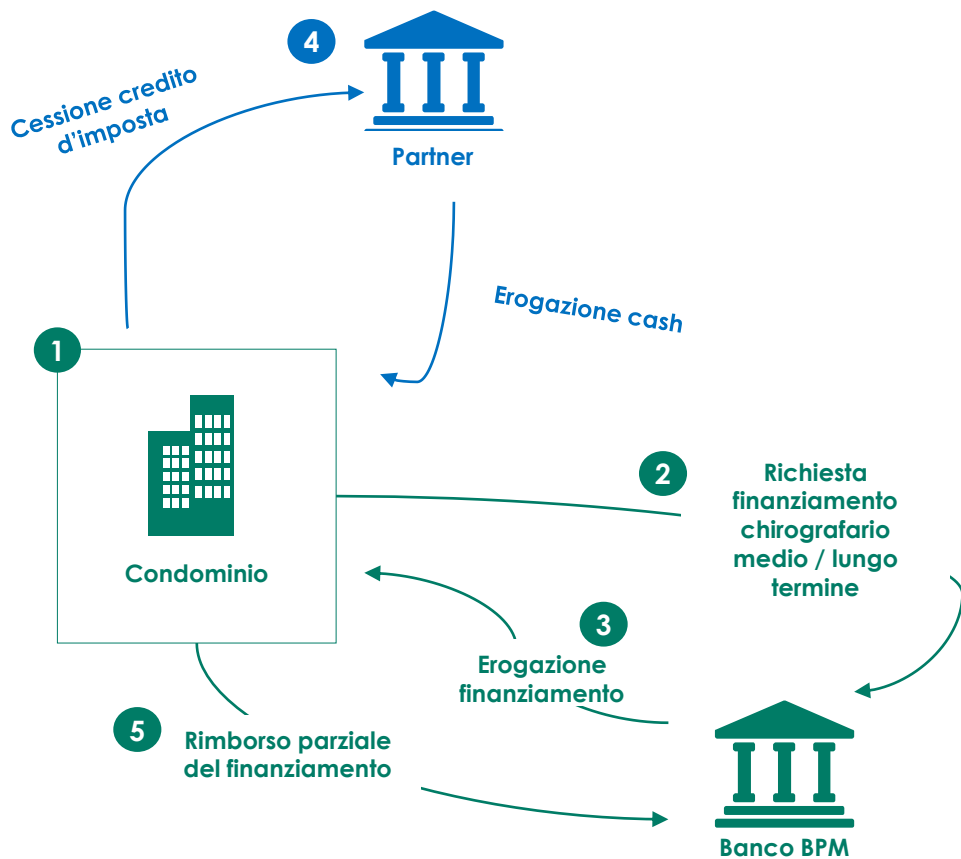 4
Cessione credito
d’imposta
Partner
Erogazione cash
1
Condominio
2
Richiesta
finanziamento
chirografario
medio / lungo
termine
3
Erogazione
finanziamento
5
Rimborso parziale
del finanziamento
Banco BPM